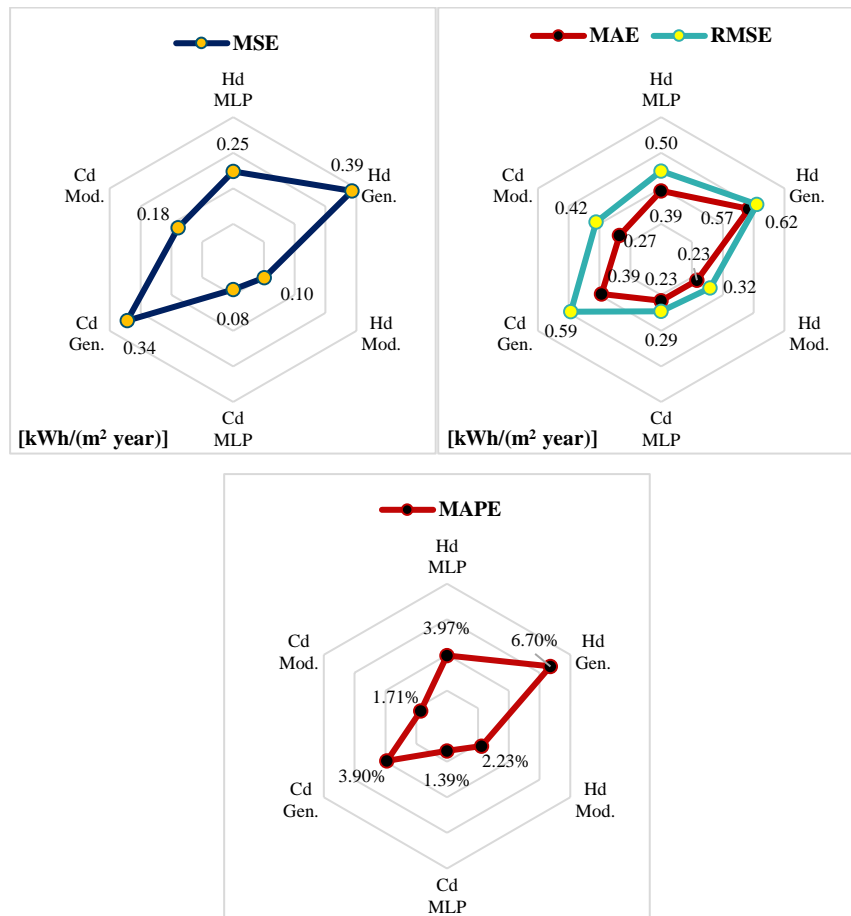 MSE
Hd
MLP
0.25
0.39
Hd
Gen.
Cd
Mod.
0.18
0.10
0.08
0.34
Cd
Gen.
Hd
Mod.
Cd
MLP
[kWh/(m² year)]
MAE
RMSE
Hd
MLP
0.50
Cd
Mod.
Hd
Gen.
0.42
0.39
0.57
0.62
0.27
0.23
0.39
0.23
0.32
0.59
0.29
Cd
Gen.
Hd
Mod.
Cd
MLP
[kWh/(m² year)]
MAPE
Hd
MLP
3.97%
6.70%
Hd
Gen.
Cd
Mod.
1.71%
2.23%
3.90%
1.39%
Cd
Gen.
Hd
Mod.
Cd
MLP